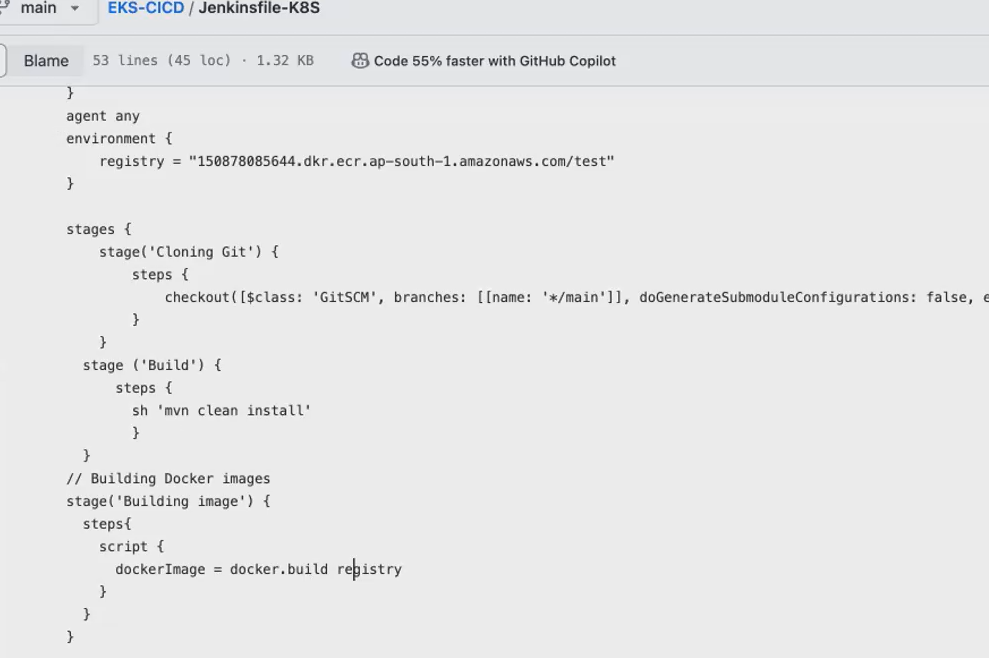 main EKS-CICD / Jenkinsfile-K8S
Blame 53 lines (45 loc) · 1.32 KB Code 55% faster with GitHub Copilot
}
agent any
environment {
registry = "150878085644.dkr.ecr.ap-south-1.amazonaws.com/test"
}
stages {
stage('Cloning Git') {
steps {
checkout([$class: 'GitSCM', branches: [[name: '*/main']], doGenerateSubmoduleConfigurations: false, e
}
}
stage ('Build') {
steps {
sh 'mvn clean install'
}
}
// Building Docker images
stage('Building image') {
steps{
script {
dockerImage = docker.build registry
}
}
}